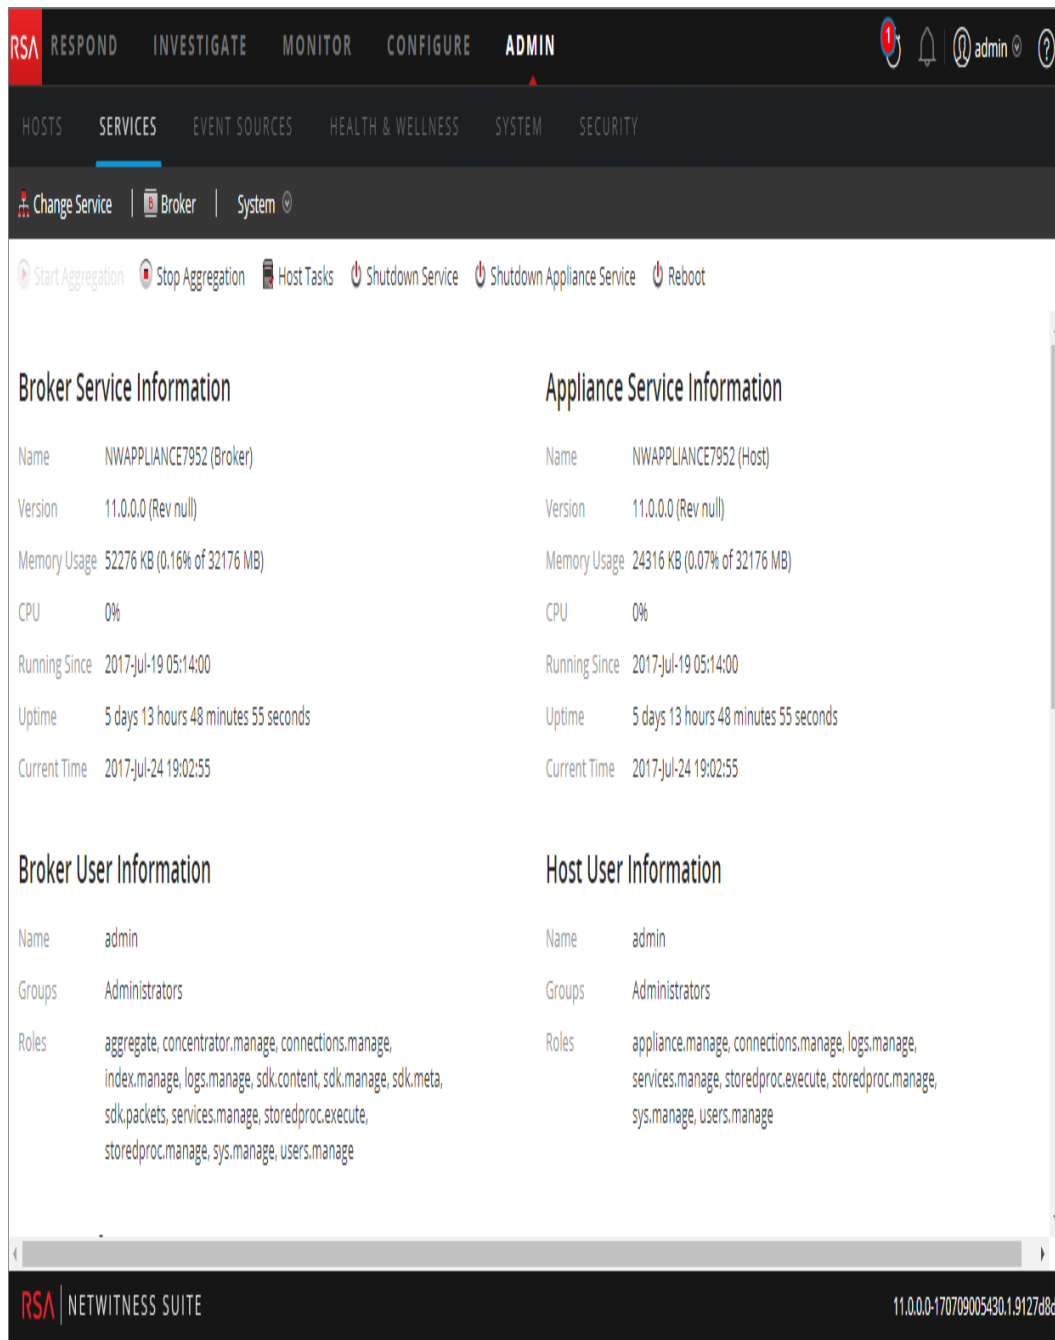 RSA RESPOND INVESTIGATE MONITOR CONFIGURE ADMIN 1 admin ?
HOSTS SERVICES EVENT SOURCES HEALTH & WELLNESS SYSTEM SECURITY
Change Service | B Broker | System
Start Aggregation Stop Aggregation Host Tasks Shutdown Service Shutdown Appliance Service Reboot
Broker Service Information
Name NWAPPLIANCE7952 (Broker)
Version 11.0.0.0 (Rev null)
Memory Usage 52276 KB (0.16% of 32176 MB)
CPU 0%
Running Since 2017-Jul-19 05:14:00
Uptime 5 days 13 hours 48 minutes 55 seconds
Current Time 2017-Jul-24 19:02:55
Appliance Service Information
Name NWAPPLIANCE7952 (Host)
Version 11.0.0.0 (Rev null)
Memory Usage 24316 KB (0.07% of 32176 MB)
CPU 0%
Running Since 2017-Jul-19 05:14:00
Uptime 5 days 13 hours 48 minutes 55 seconds
Current Time 2017-Jul-24 19:02:55
Broker User Information
Name admin
Groups Administrators
Roles aggregate, concentrator.manage, connections.manage,
index.manage, logs.manage, sdk.content, sdk.manage, sdk.meta,
sdk.packets, services.manage, storedproc.execute,
storedproc.manage, sys.manage, users.manage
Host User Information
Name admin
Groups Administrators
Roles appliance.manage, connections.manage, logs.manage,
services.manage, storedproc.execute, storedproc.manage,
sys.manage, users.manage
RSA | NETWITNESS SUITE 11.0.0.0-170709005430.1.9127d8d